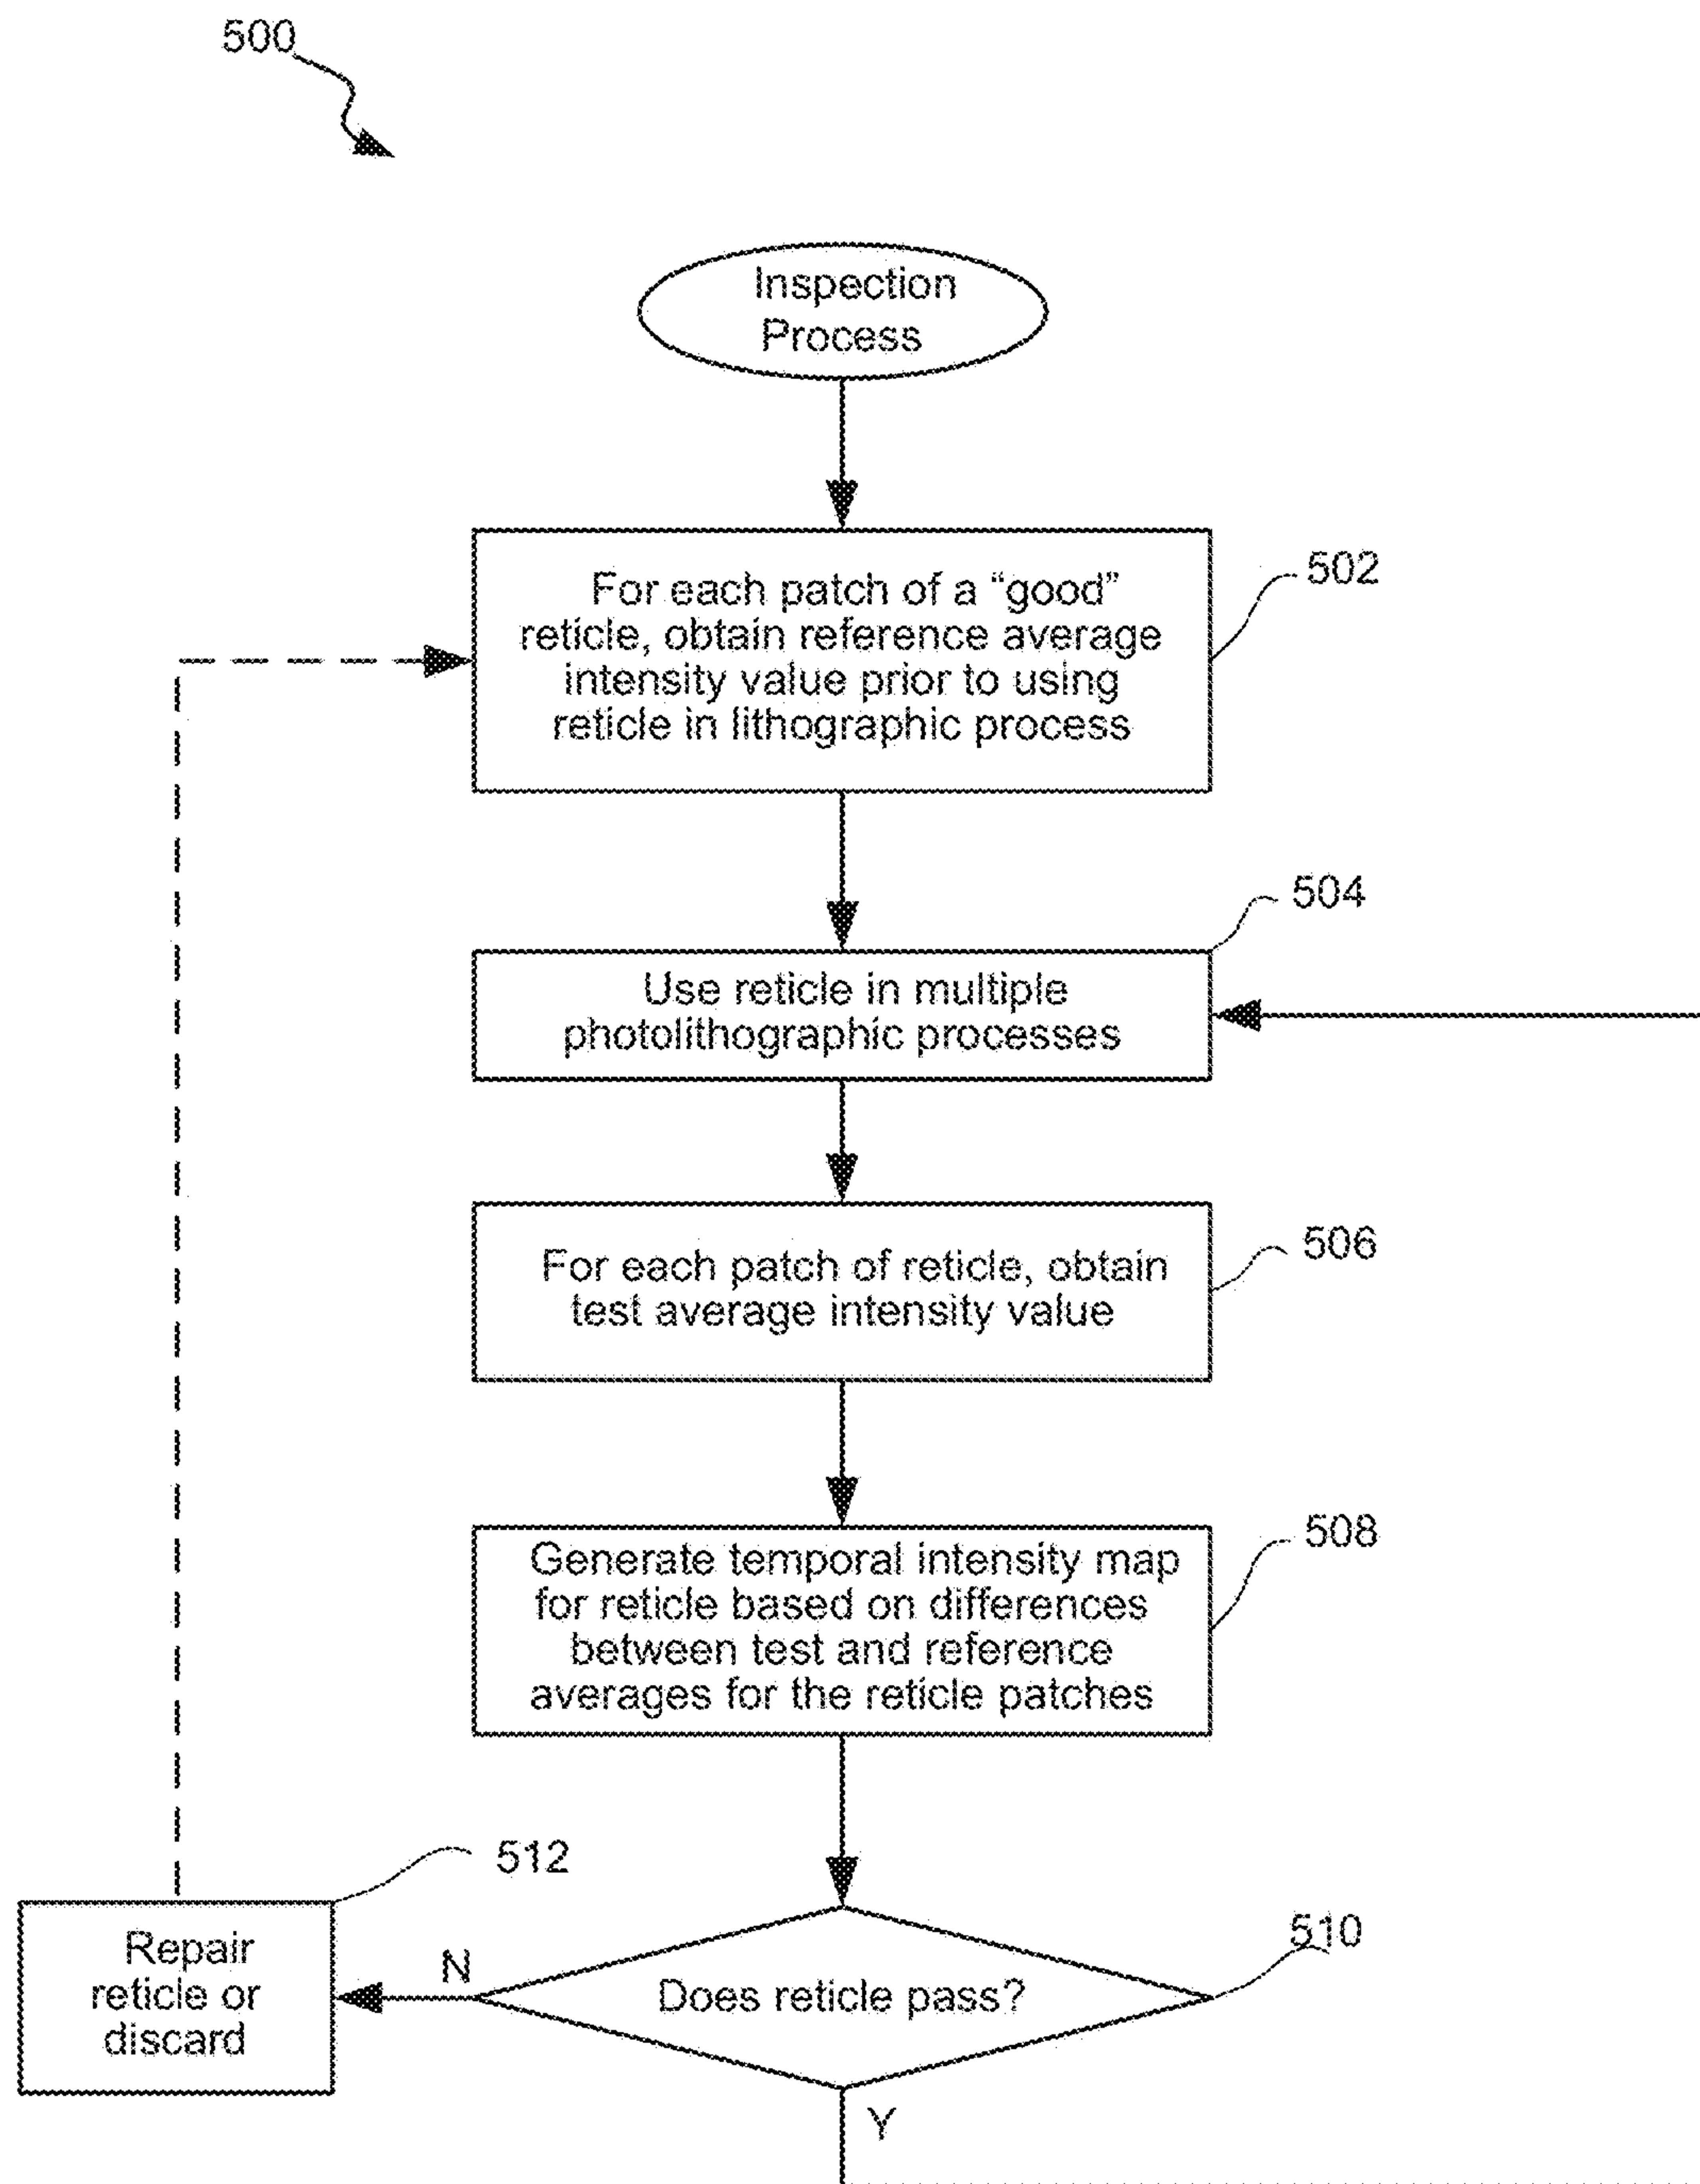 500
Inspection
Process
For each patch of a “good”
reticle, obtain reference average
intensity value prior to using
reticle in lithographic process
502
504
Use reticle in multiple
photolithographic processes
For each patch of reticle, obtain
test average intensity value
506
Generate temporal intensity map
for reticle based on differences
between test and reference
averages for the reticle patches
508
512
Repair
reticle or
discard
N
Does reticle pass?
510
Y